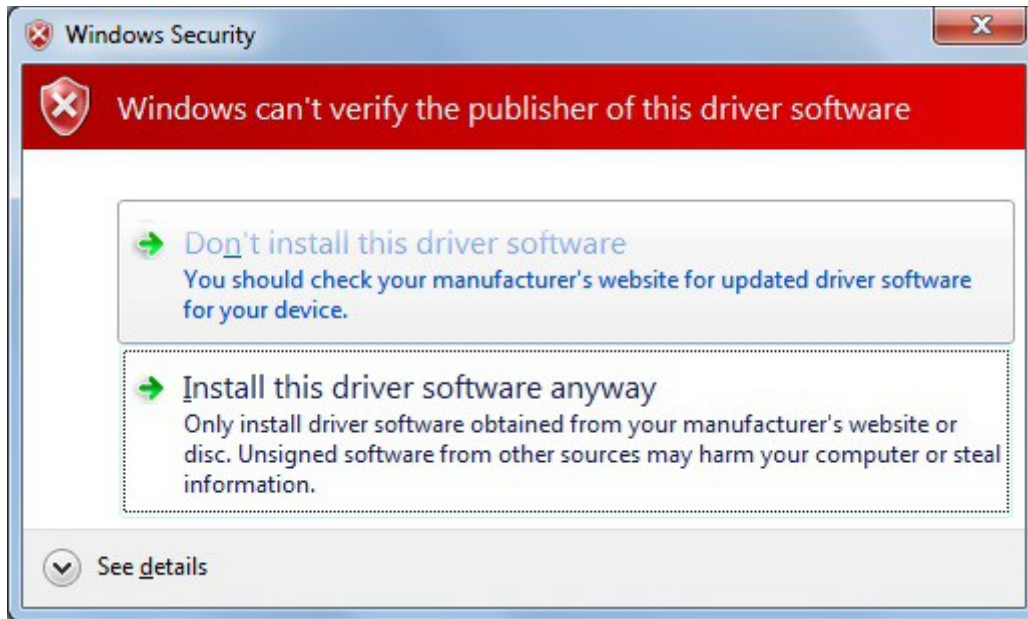 Windows Security
Windows can't verify the publisher of this driver software
Don't install this driver software
You should check your manufacturer's website for updated driver software
for your device.
Install this driver software anyway
Only install driver software obtained from your manufacturer's website or
disc. Unsigned software from other sources may harm your computer or steal
information.
See details